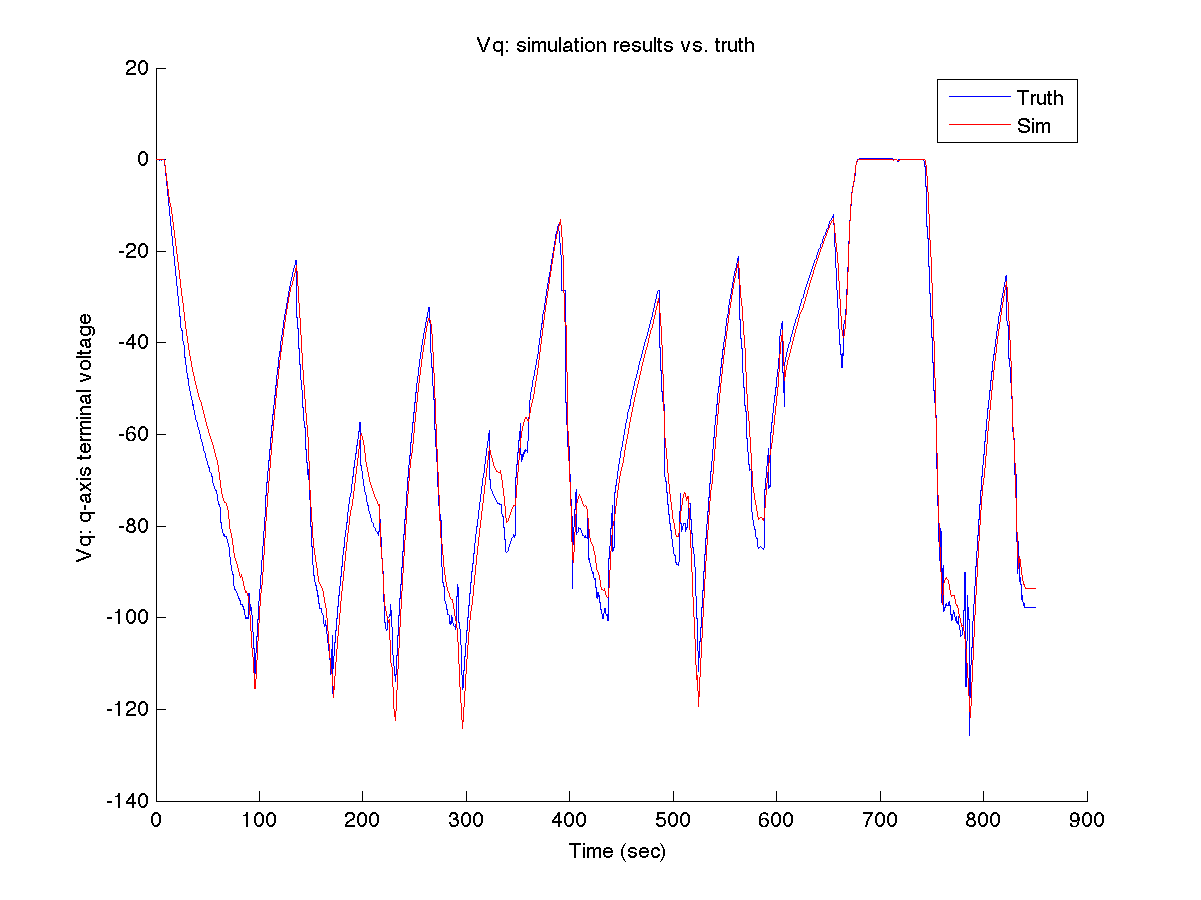 Vq: simulation results vs. truth
Truth
Sim
20
0
-20
-40
-60
-80
-100
-120
-140
Vq: q-axis terminal voltage
0 100 200 300 400 500 600 700 800 900
Time (sec)